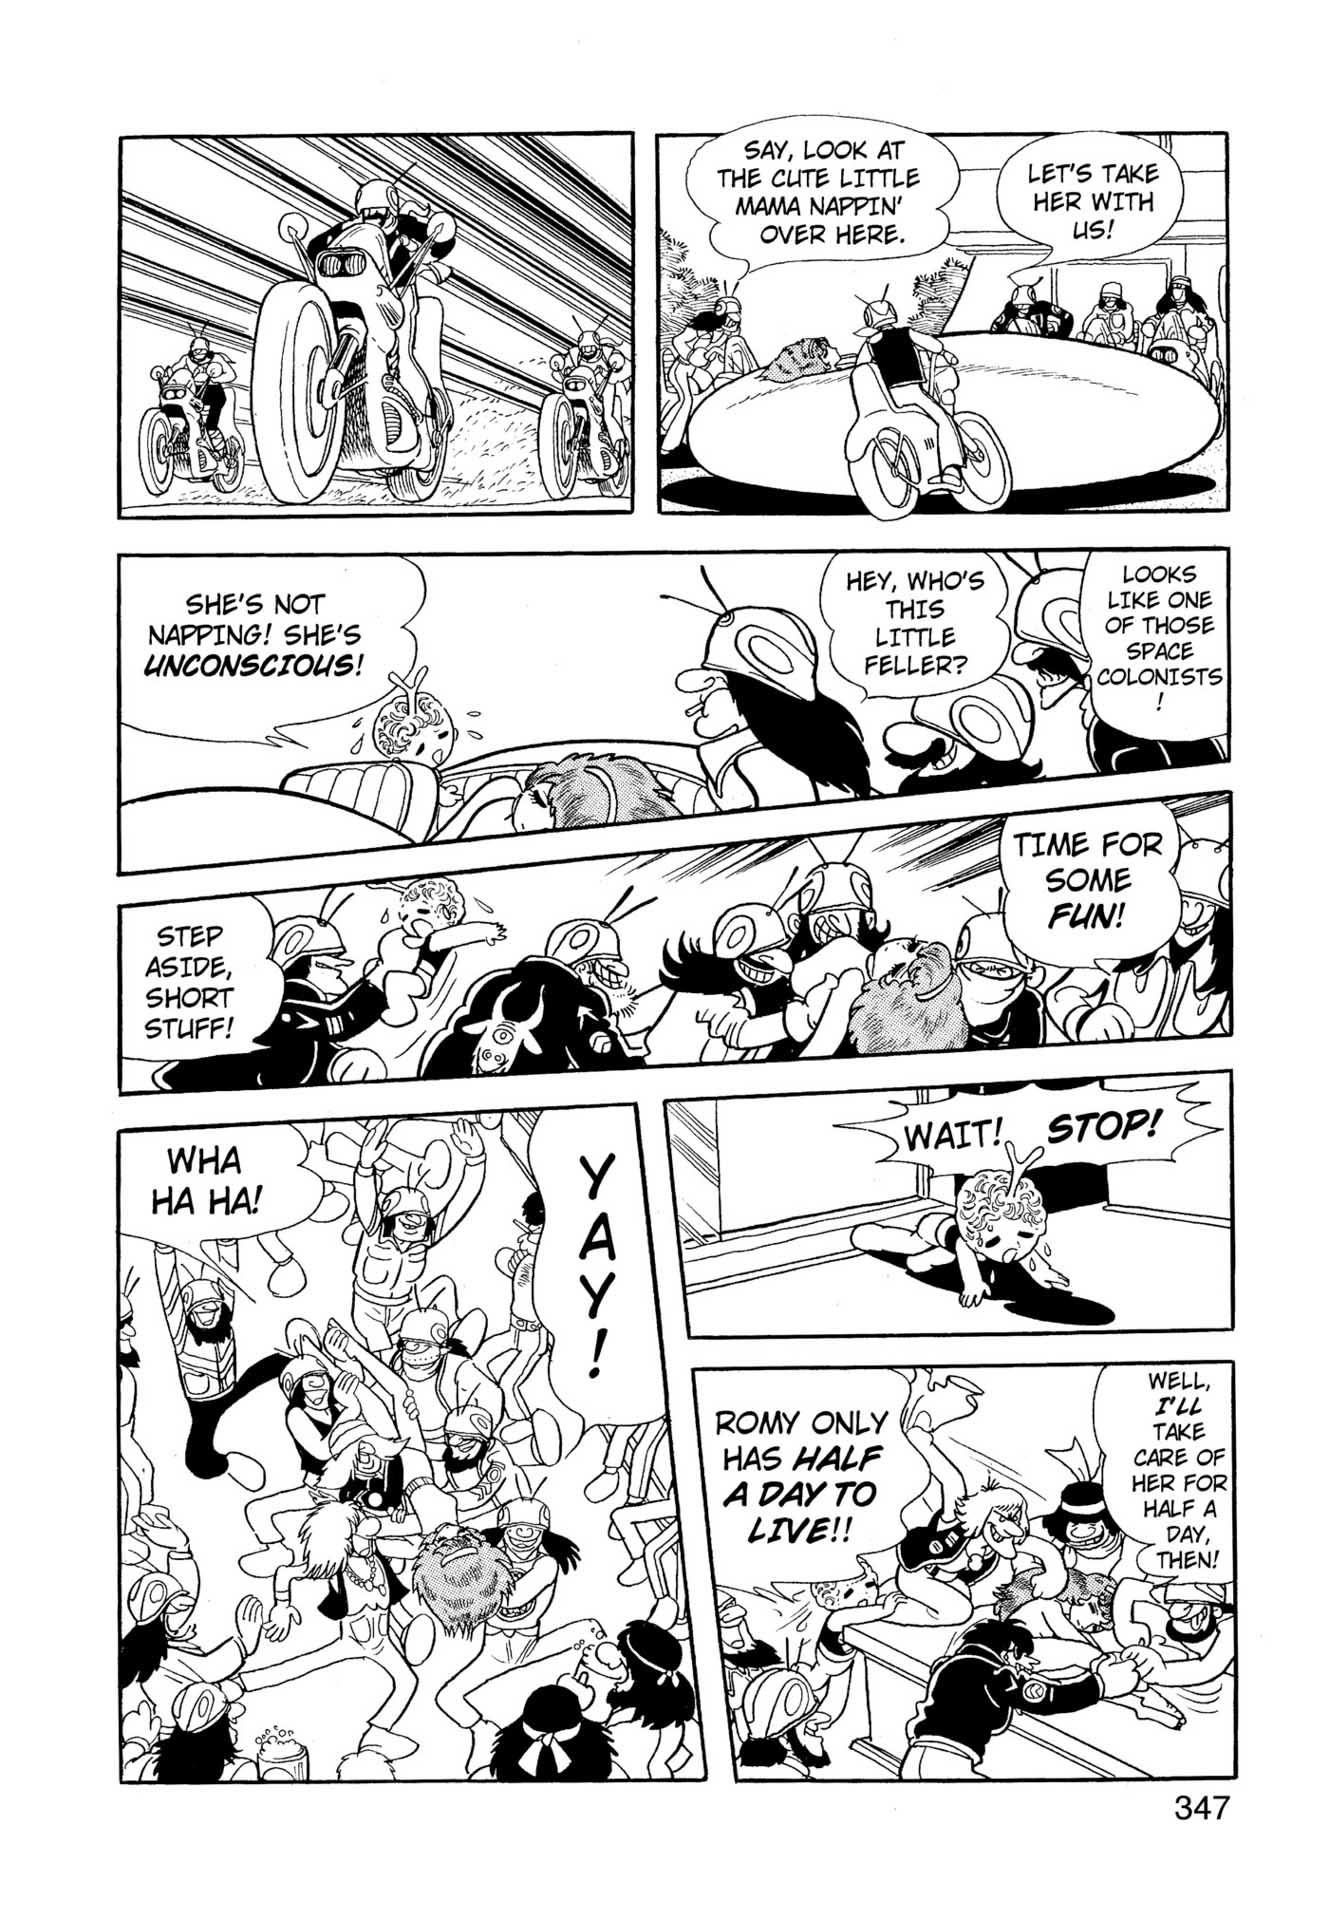 SAY, LOOK AT
THE CUTE LITTLE
MAMA NAPPIN'
OVER HERE.
LET'S TAKE
HER WITH
US!
SHE'S NOT
NAPPING! SHE'S
UNCONSCIOUS!
HEY, WHO'S
THIS
LITTLE
FELLER?
LOOKS
LIKE ONE
OF THOSE
SPACE
COLONISTS
!
STEP
ASIDE,
SHORT
STUFF!
TIME FOR
SOME
FUN!
WHA
HA HA!
YAY!
WAIT! STOP!
ROMY ONLY
HAS HALF
A DAY TO
LIVE!!
WELL,
I'LL
TAKE
CARE OF
HER FOR
HALF A
DAY,
THEN!
347